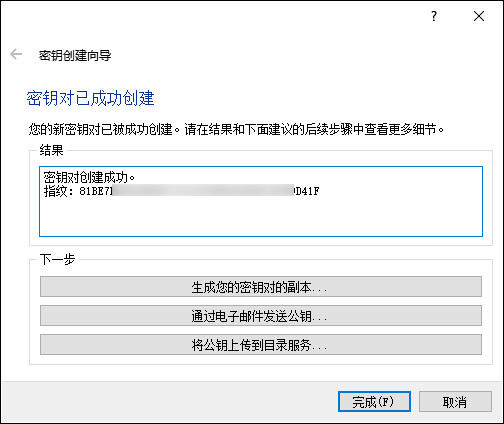 ?
密钥创建向导
密钥对已成功创建
您的新密钥对已被成功创建。请在结果和下面建议的后续步骤中查看更多细节。
结果
密钥对创建成功。
指纹：81BE7 D41F
下一步
生成您的密钥对的副本...
通过电子邮件发送公钥...
将公钥上传到目录服务...
完成(F)
取消